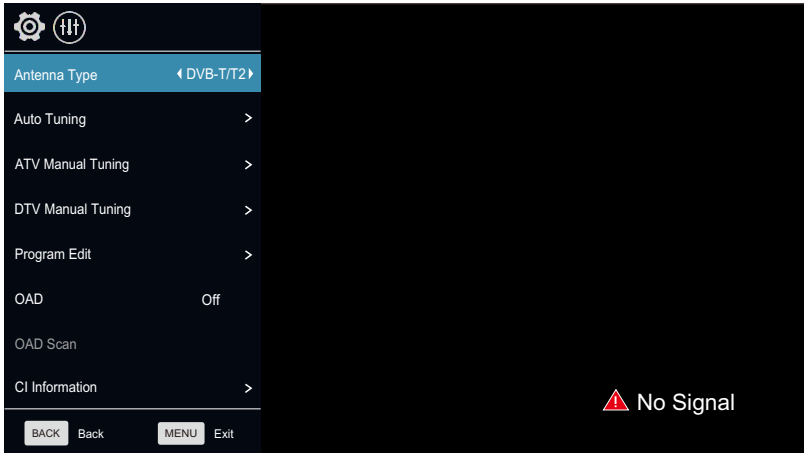 Antenna Type DVB-T/T2
Auto Tuning >
ATV Manual Tuning >
DTV Manual Tuning >
Program Edit >
OAD Off
OAD Scan
CI Information >
No Signal
BACK Back MENU Exit